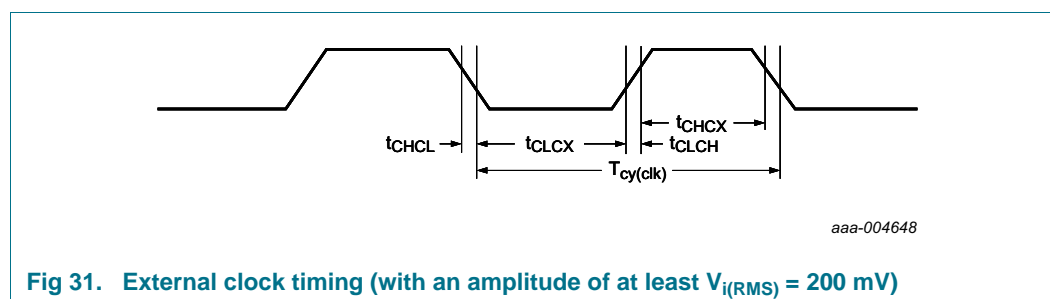 tCHCX
tCHCL tCLCX tCLCH
Tcy(clk)
aaa-004648
Fig 31. External clock timing (with an amplitude of at least Vi(RMS) = 200 mV)